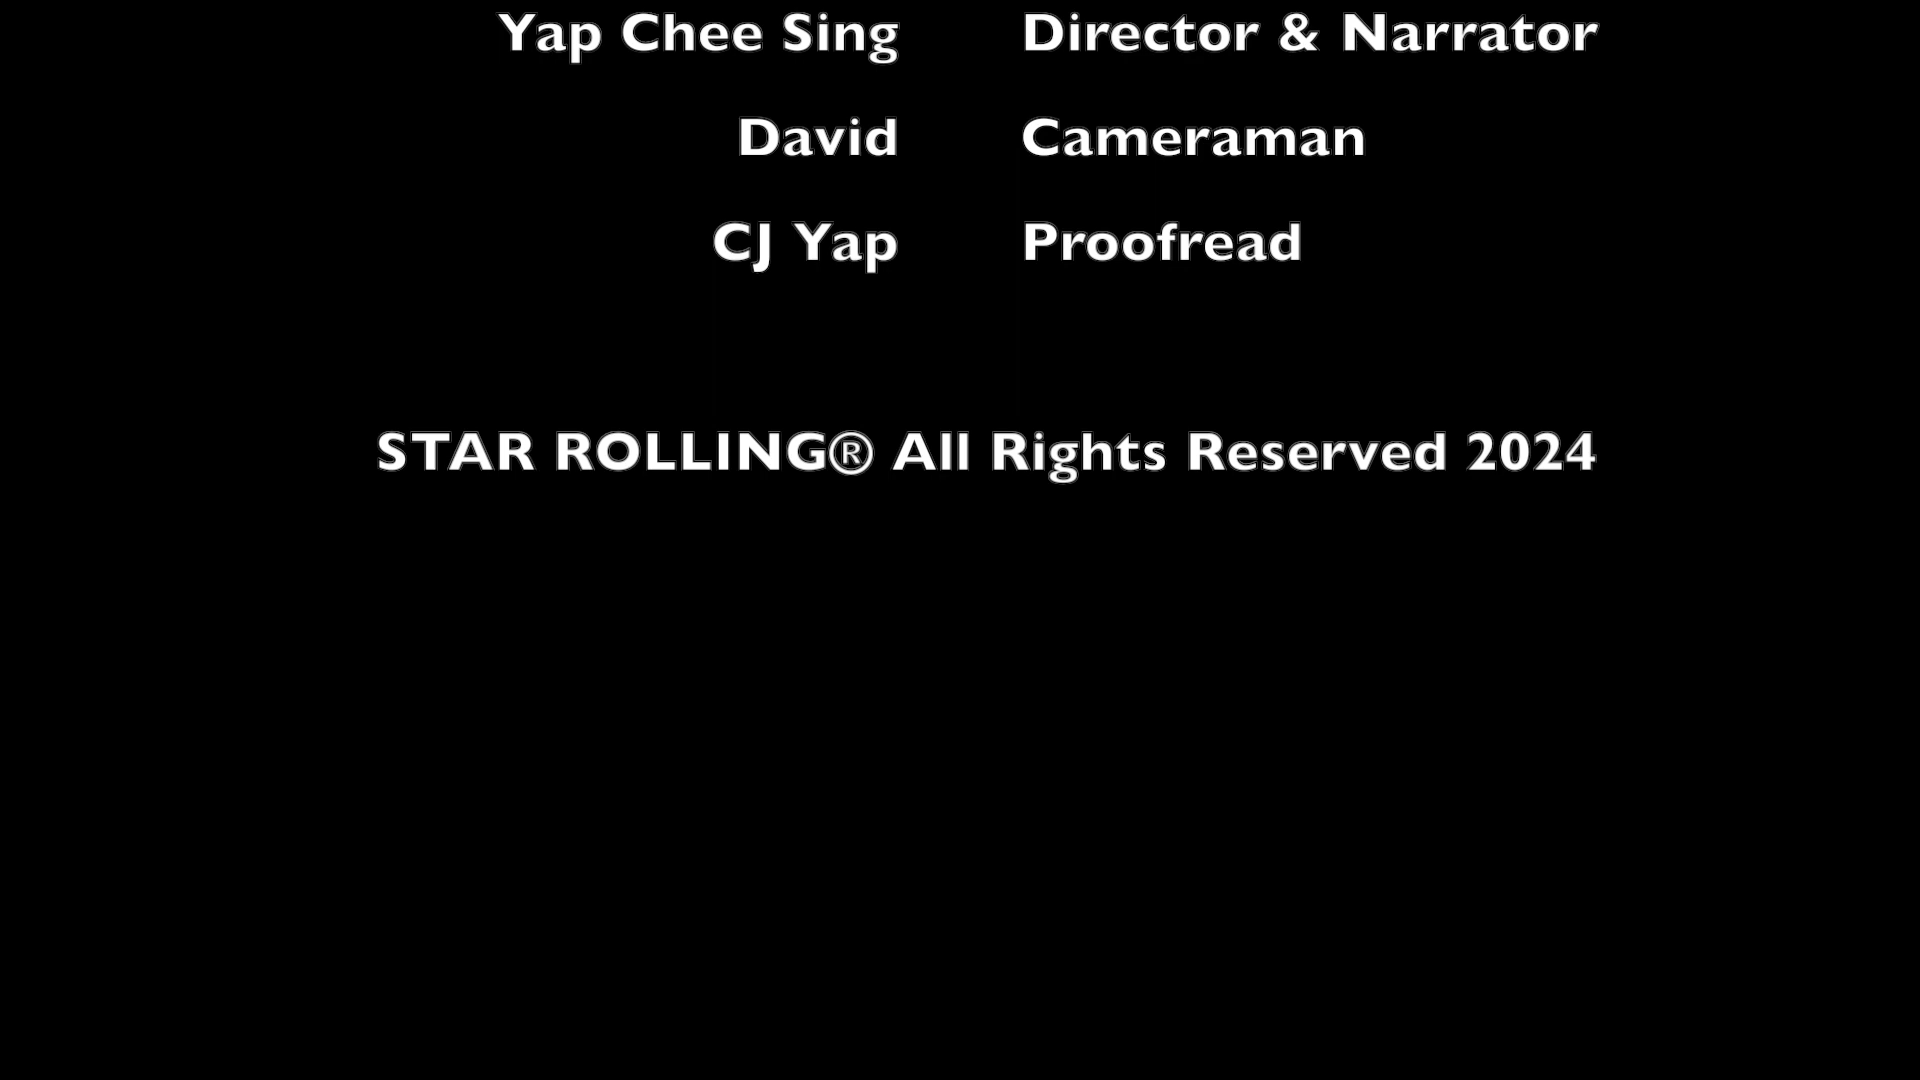 Yap Chee Sing Director & Narrator
David Cameraman
CJ Yap Proofread
STAR ROLLING® All Rights Reserved 2024